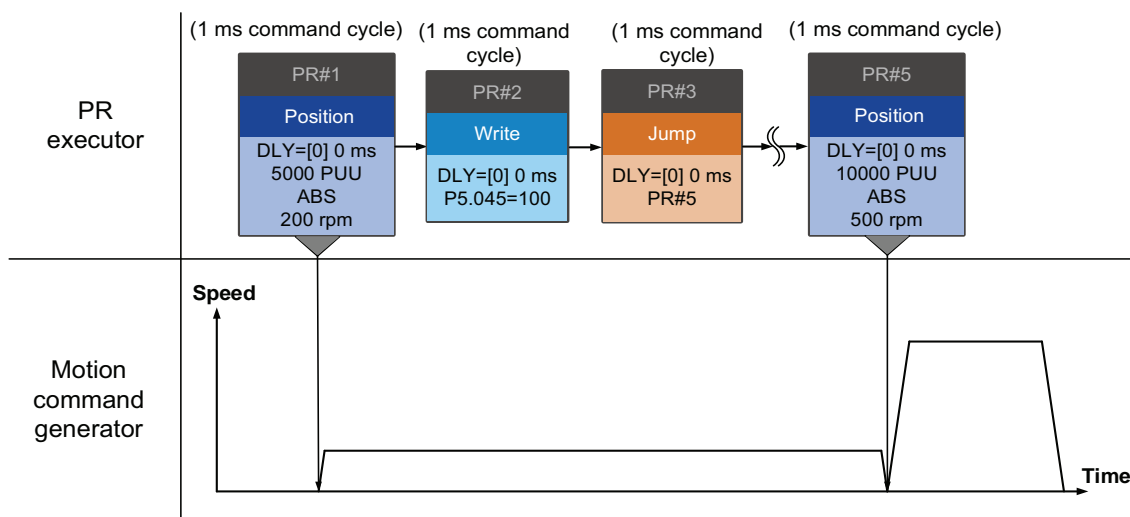 (1 ms command cycle)
(1 ms command
cycle)
(1 ms command
cycle)
(1 ms command cycle)
PR
executor
PR#1
Position
DLY=[0] 0 ms
5000 PUU
ABS
200 rpm
PR#2
Write
DLY=[0] 0 ms
P5.045=100
PR#3
Jump
DLY=[0] 0 ms
PR#5
PR#5
Position
DLY=[0] 0 ms
10000 PUU
ABS
500 rpm
Motion
command
generator
Speed
Time